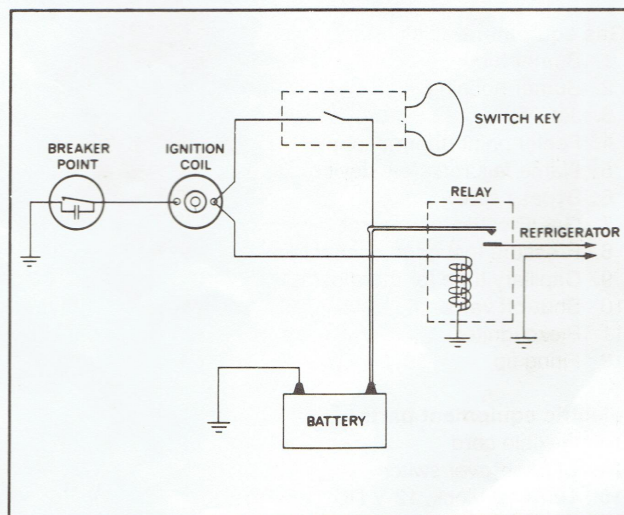 SWITCH KEY
BREAKER
POINT
IGNITION
COIL
RELAY
REFRIGERATOR
BATTERY